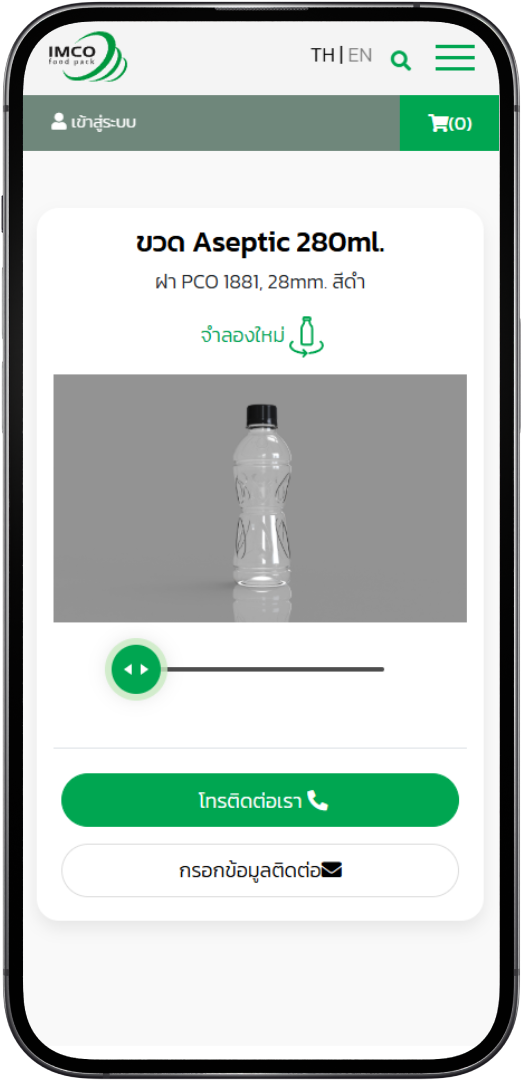 IMCO
food pack
TH | EN
เข้าสู่ระบบ
(0)
ขวด Aseptic 280ml.
ฝา PCO 1881, 28mm. สีดำ
จำลองใหม่
โทรติดต่อเรา
กรอกข้อมูลติดต่อ